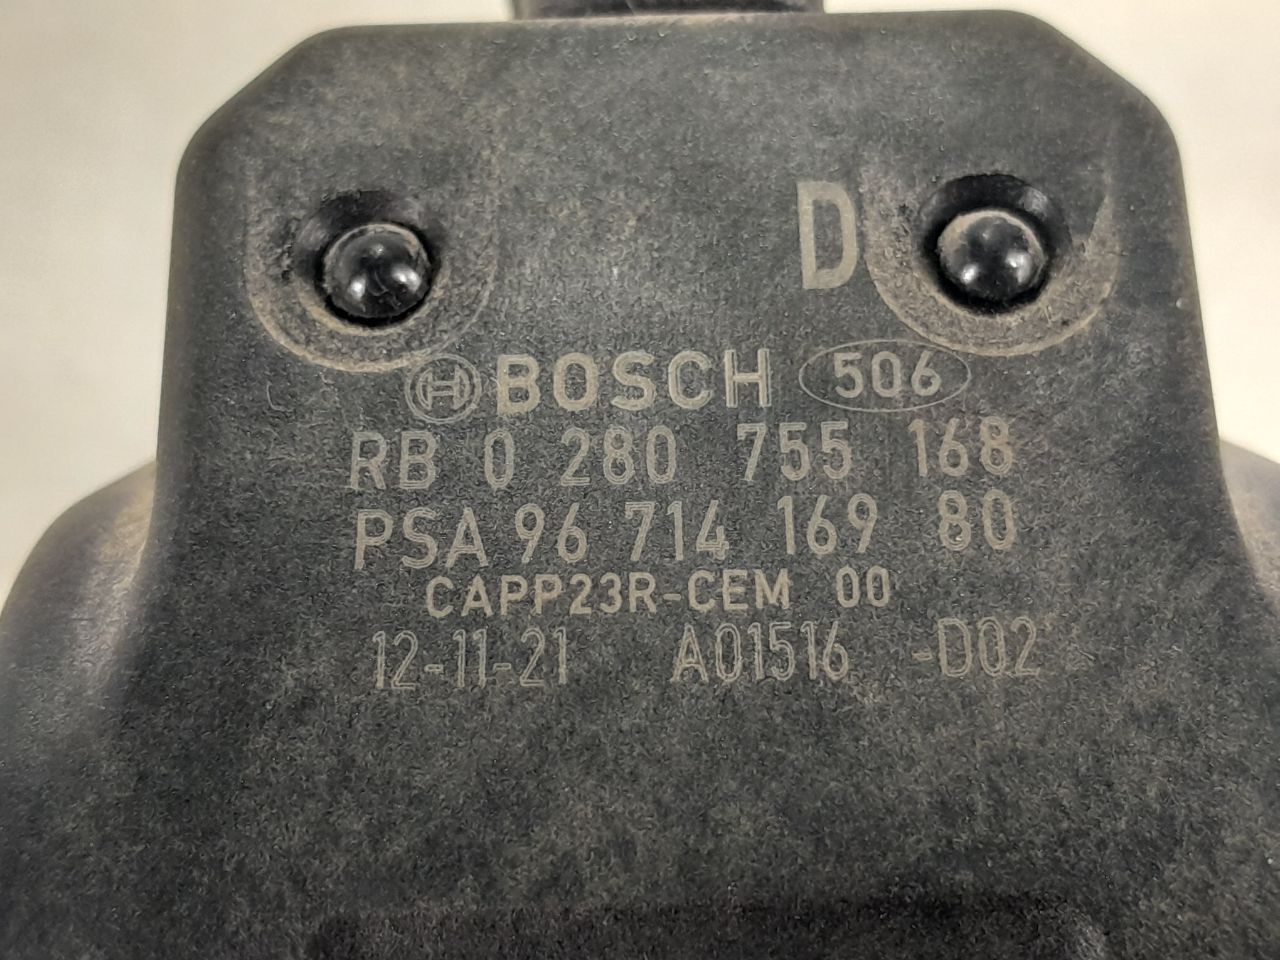 D
BOSCH 506
RB 0 280 755 168
PSA 96 714 169 80
CAPP23R-CEM 00
12-11-21 A01516 -D02